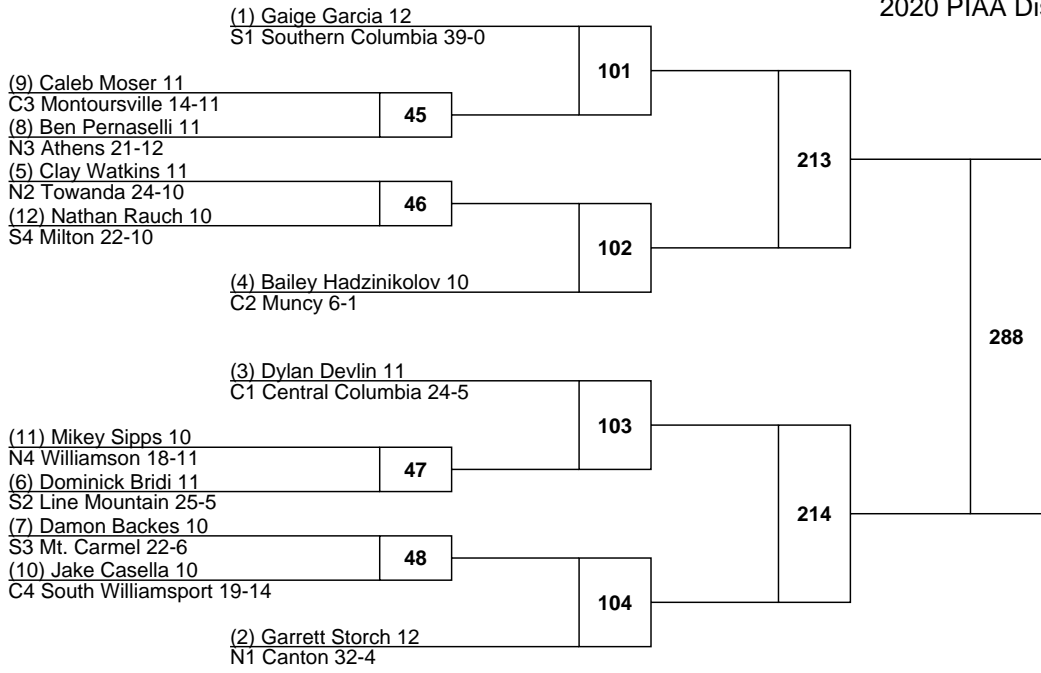 2020 PIAA Dis
(1) Gaige Garcia 12
S1 Southern Columbia 39-0
101
(9) Caleb Moser 11
C3 Montoursville 14-11
45
(8) Ben Pernaselli 11
N3 Athens 21-12
213
(5) Clay Watkins 11
N2 Towanda 24-10
46
(12) Nathan Rauch 10
S4 Milton 22-10
102
(4) Bailey Hadzinikolov 10
C2 Muncy 6-1
288
(3) Dylan Devlin 11
C1 Central Columbia 24-5
103
(11) Mikey Sipps 10
N4 Williamson 18-11
47
(6) Dominick Bridi 11
S2 Line Mountain 25-5
214
(7) Damon Backes 10
S3 Mt. Carmel 22-6
48
(10) Jake Casella 10
C4 South Williamsport 19-14
104
(2) Garrett Storch 12
N1 Canton 32-4